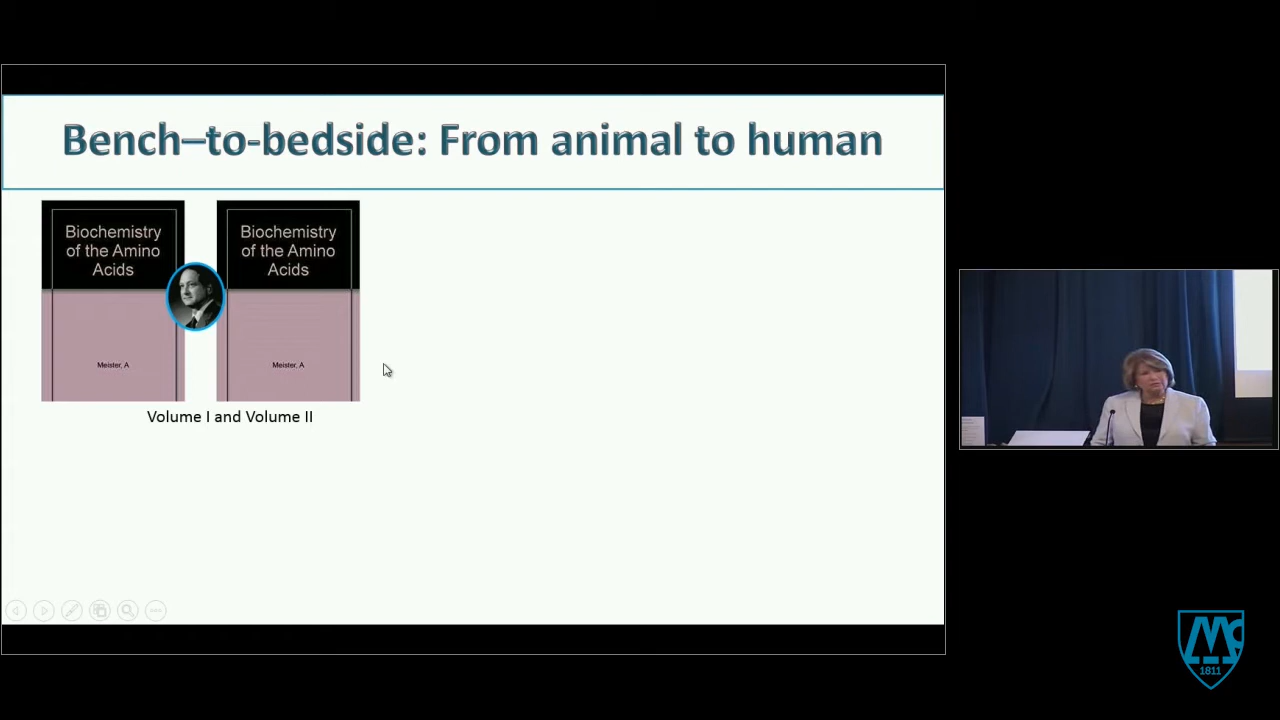 Bench–to-bedside: From animal to human
Biochemistry
of the Amino
Acids
Meister, A
Biochemistry
of the Amino
Acids
Meister, A
Volume I and Volume II
1811